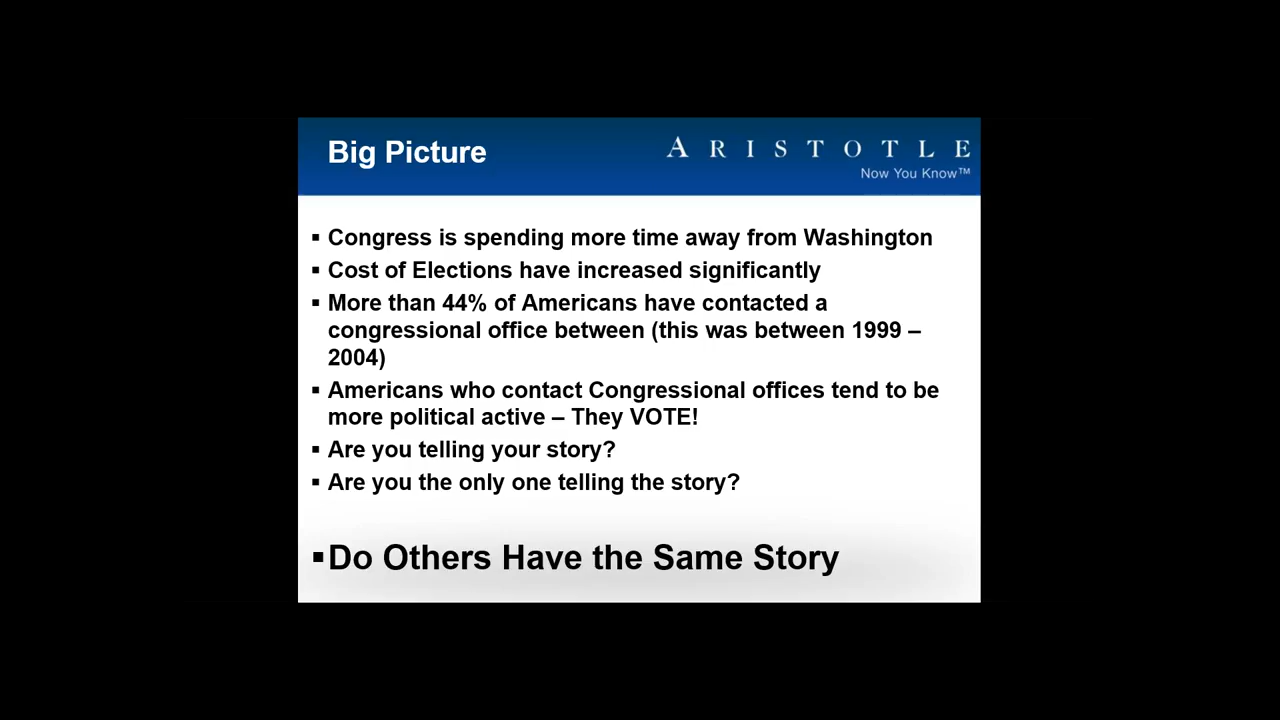 Big Picture
ARISTOTLE
Now You Know™
▪ Congress is spending more time away from Washington
▪ Cost of Elections have increased significantly
▪ More than 44% of Americans have contacted a
congressional office between (this was between 1999 –
2004)
▪ Americans who contact Congressional offices tend to be
more political active – They VOTE!
▪ Are you telling your story?
▪ Are you the only one telling the story?
▪Do Others Have the Same Story